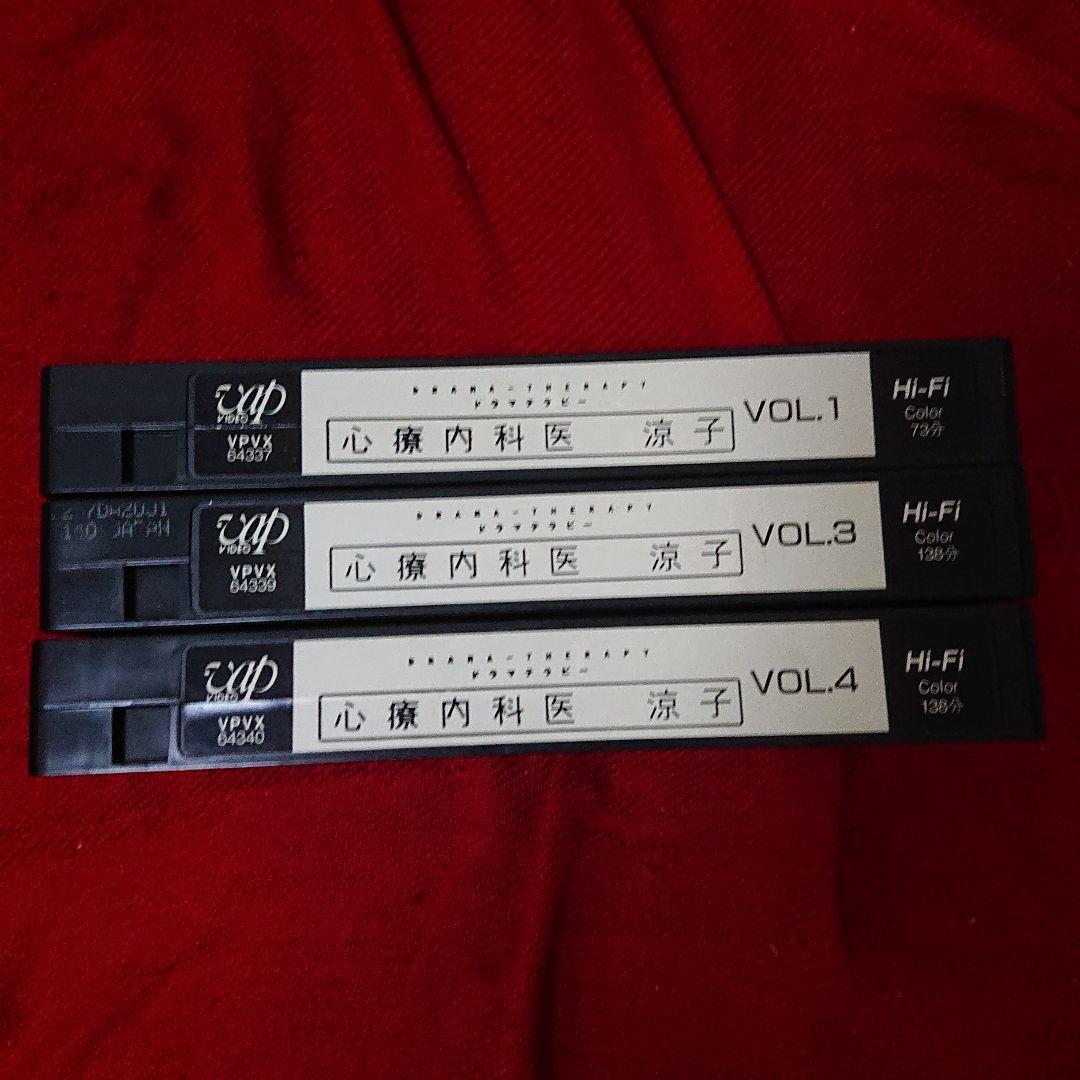 vap
VIDEO
VPVX
64337
DRAMA-THERAPY
ドラマテラピー
心療内科医 涼子
VOL.1
Hi-Fi
Color
73分
140 JAPAN
vap
VIDEO
VPVX
64339
DRAMA-THERAPY
ドラマテラピー
心療内科医 涼子
VOL.3
Hi-Fi
Color
138分
vap
VIDEO
VPVX
64340
DRAMA-THERAPY
ドラマテラピー
心療内科医 涼子
VOL.4
Hi-Fi
Color
138分